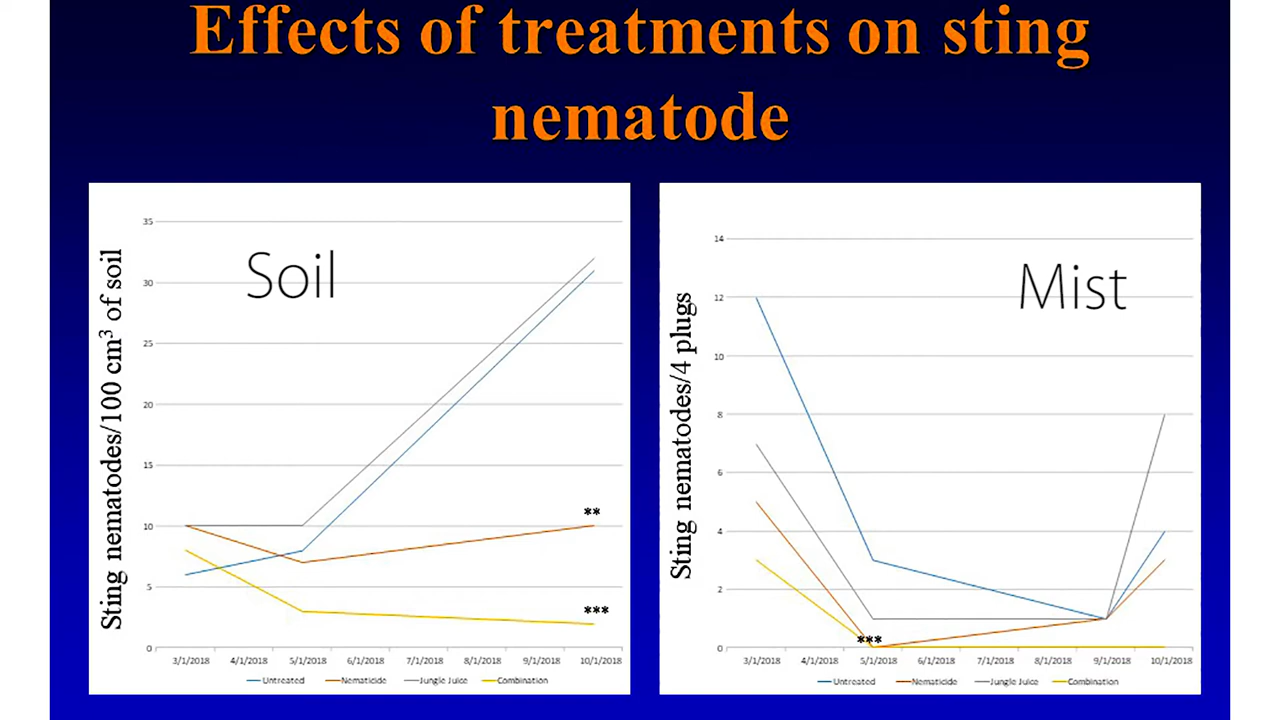 Effects of treatments on sting
nematode
Sting nematodes/100 cm³ of soil
Soil
35
30
25
20
15
10
5
0
**
***
3/1/2018 4/1/2018 5/1/2018 6/1/2018 7/1/2018 8/1/2018 9/1/2018 10/1/2018
Untreated Nematicide Jungle Juice Combination
Sting nematodes/4 plugs
Mist
14
12
10
8
6
4
2
0
***
3/1/2018 4/1/2018 5/1/2018 6/1/2018 7/1/2018 8/1/2018 9/1/2018 10/1/2018
Untreated Nematicide Jungle Juice Combination